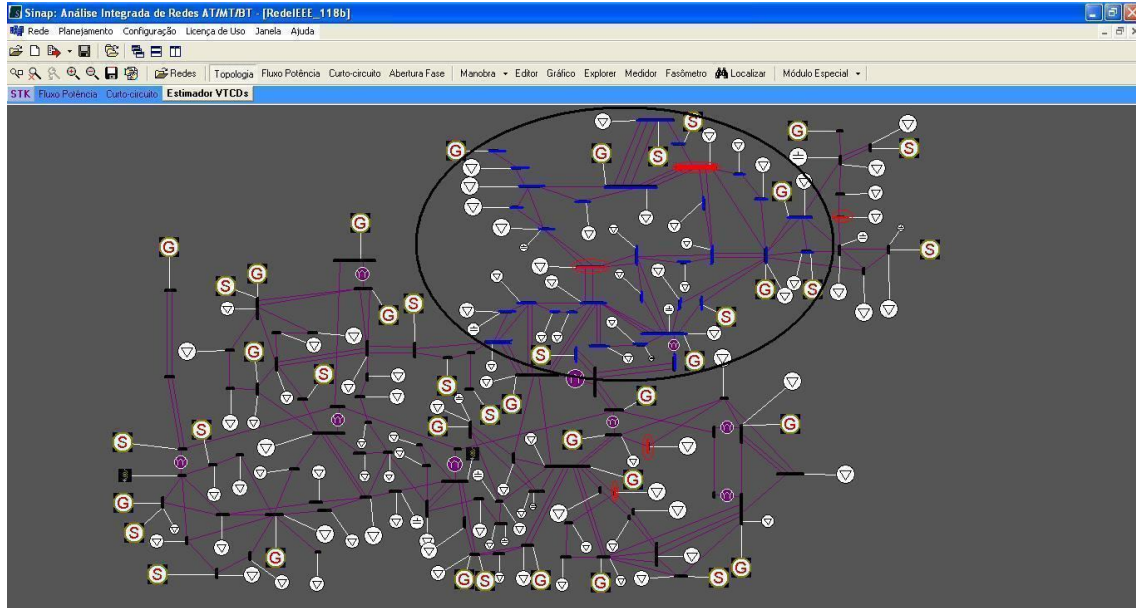 Sinap: Análise Integrada de Redes AT/MT/BT - [RedeIEEE_118b]
Rede Planejamento Configuração Licença de Uso Janela Ajuda
Redes Topologia Fluxo Potência Curto-circuito Abertura Fase Manobra Editor Gráfico Explorer Medidor Fasômetro Localizar Módulo Especial
STK Fluxo Potência Curto-circuito Estimador VTCDs
S
G
G
S
G
G
S
G
G
G
S
G
S
S
G
S
G
S
G
S
S
G
S
G
G
S
G
G
S
S
G
G
S
G
S
G
S
G
G
S
G